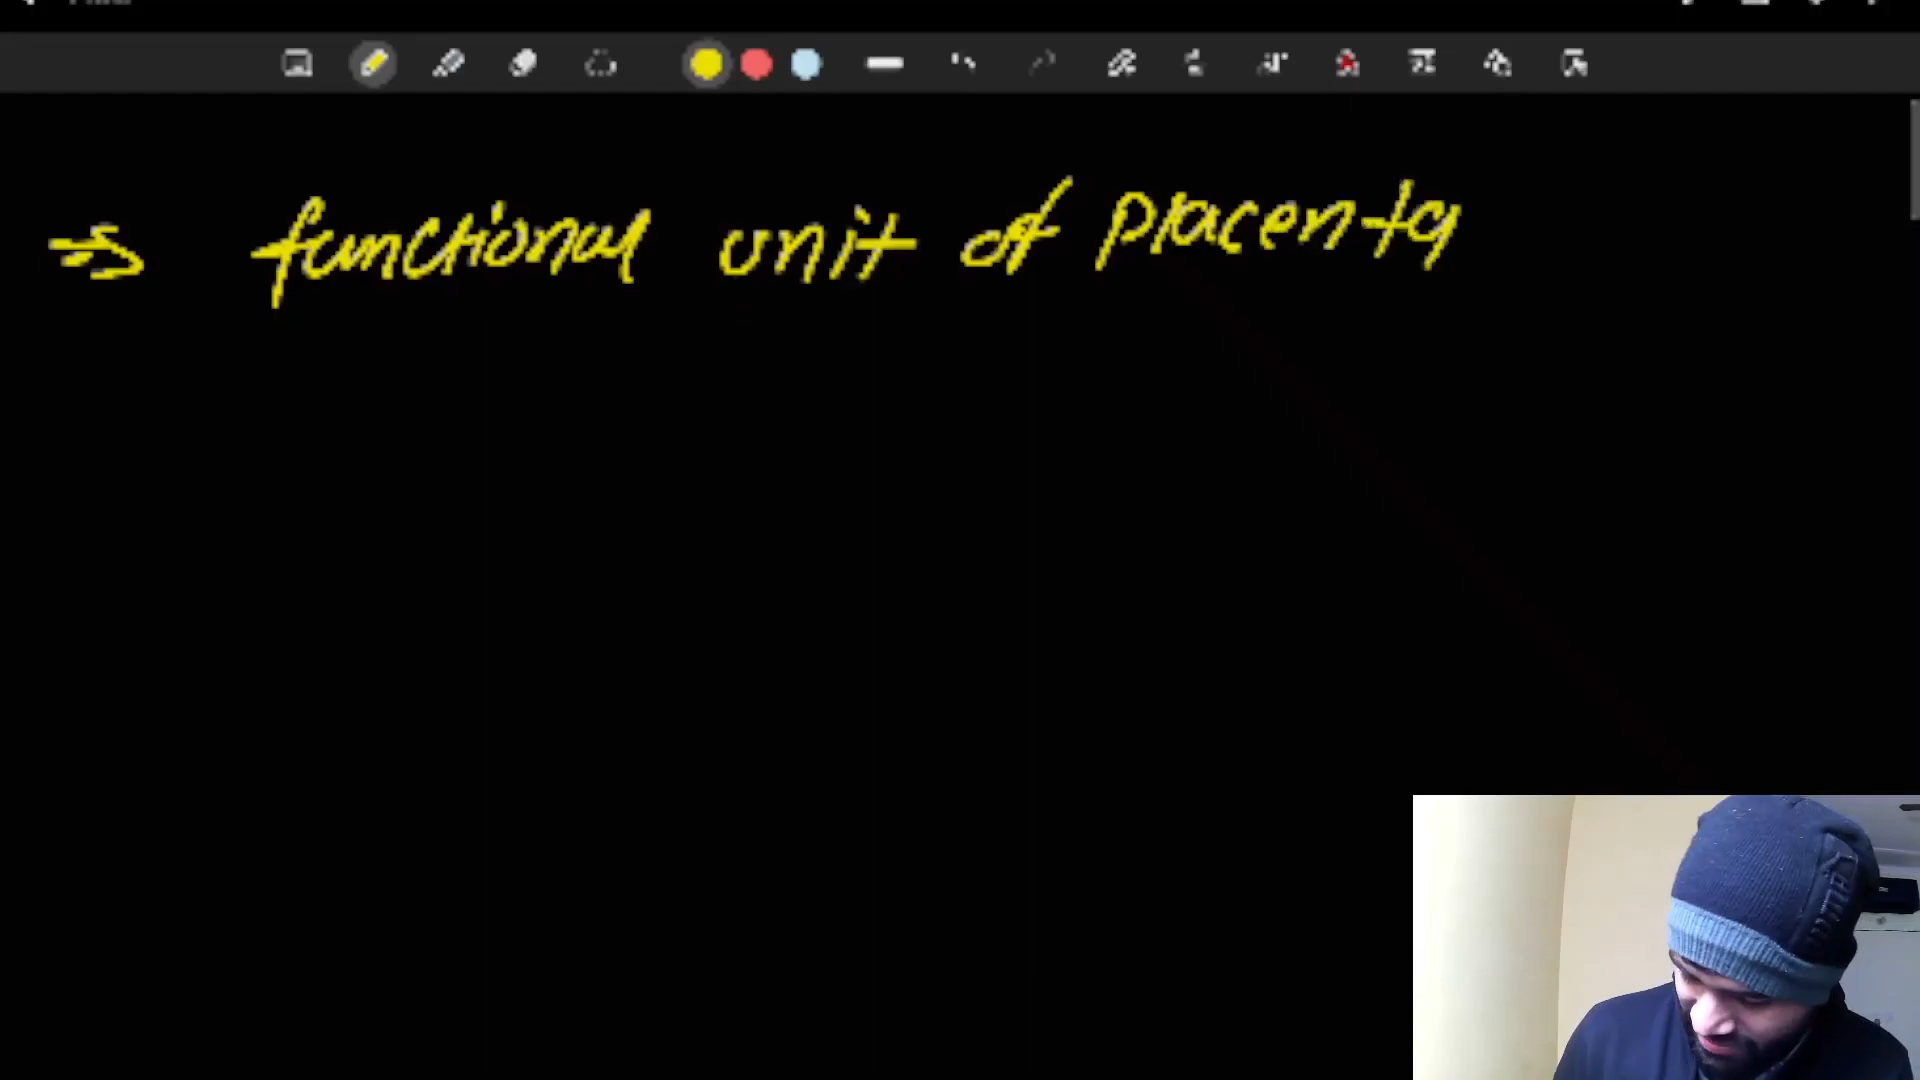 ⇒ functional unit of placenta